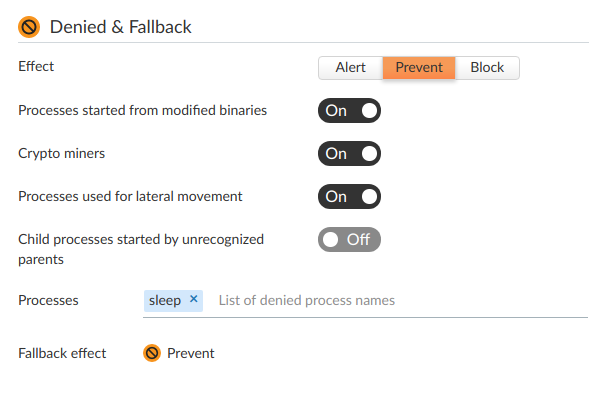 Denied & Fallback
Effect Alert Prevent Block
Processes started from modified binaries On
Crypto miners On
Processes used for lateral movement On
Child processes started by unrecognized Off
parents
Processes sleep × List of denied process names
Fallback effect Prevent